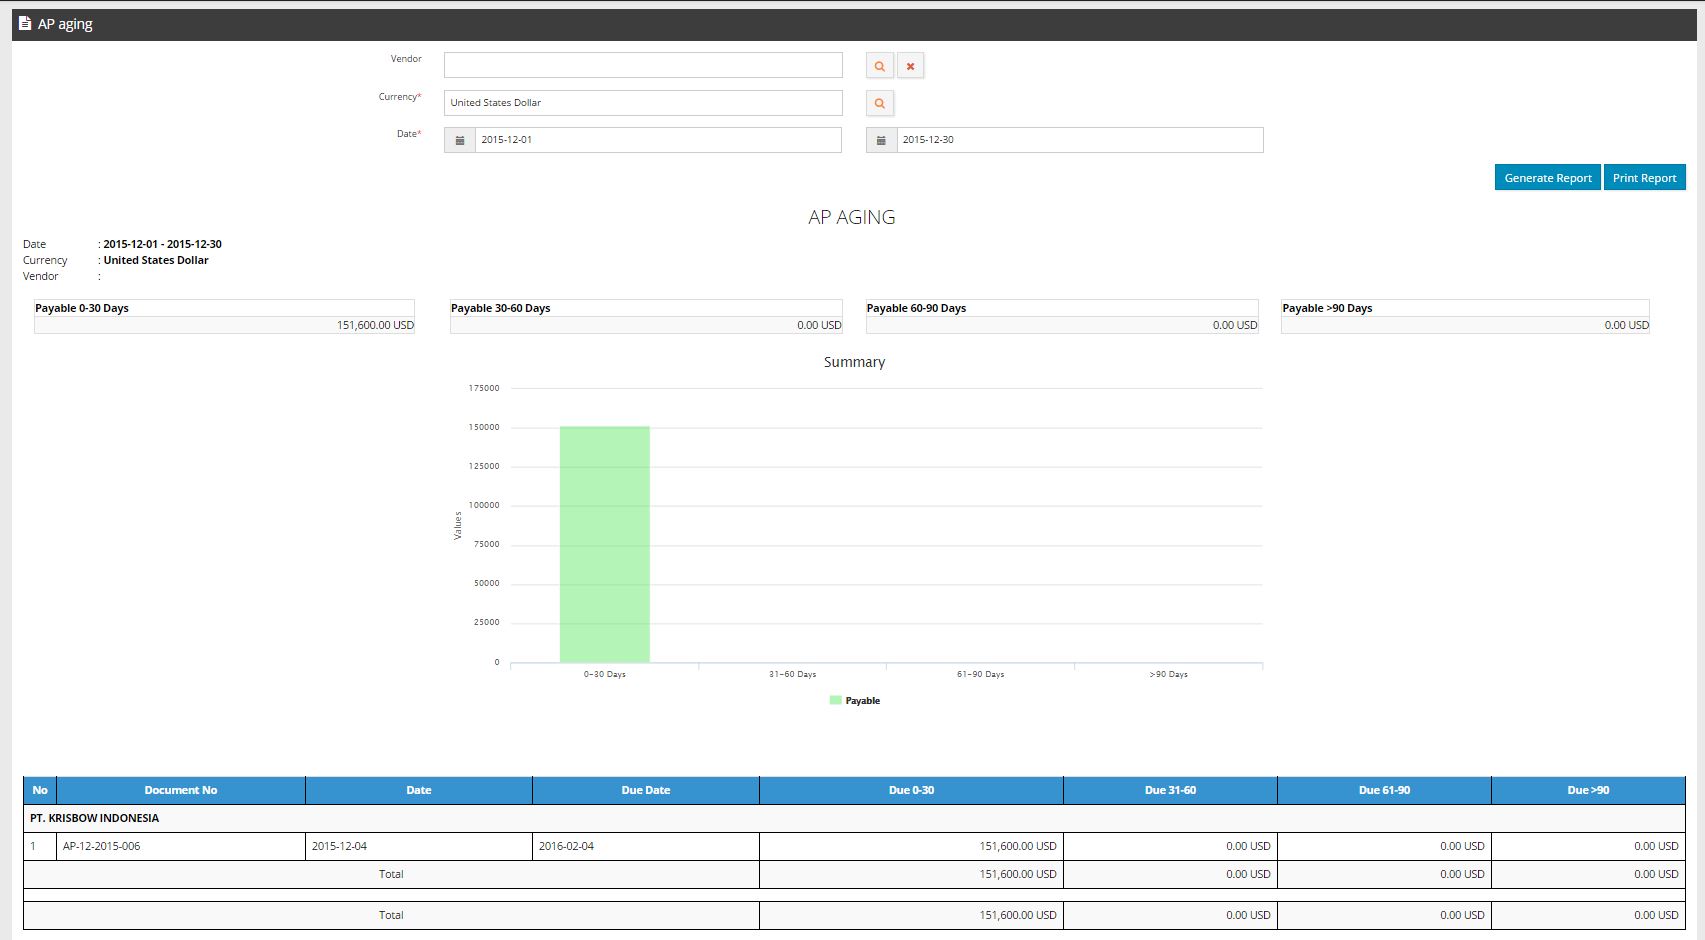 AP aging
Vendor
Currency* United States Dollar
Date* 2015-12-01 2015-12-30
Generate Report Print Report
AP AGING
Date : 2015-12-01 - 2015-12-30
Currency : United States Dollar
Vendor :
Payable 0-30 Days Payable 30-60 Days Payable 60-90 Days Payable >90 Days
151,600.00 USD 0.00 USD 0.00 USD 0.00 USD
Summary
175000
150000
125000
100000
75000
50000
25000
0
Values
0-30 Days 31-60 Days 61-90 Days >90 Days
Payable
No Document No Date Due Date Due 0-30 Due 31-60 Due 61-90 Due >90
PT. KRISBOW INDONESIA
1 AP-12-2015-006 2015-12-04 2016-02-04 151,600.00 USD 0.00 USD 0.00 USD 0.00 USD
Total 151,600.00 USD 0.00 USD 0.00 USD 0.00 USD
Total 151,600.00 USD 0.00 USD 0.00 USD 0.00 USD